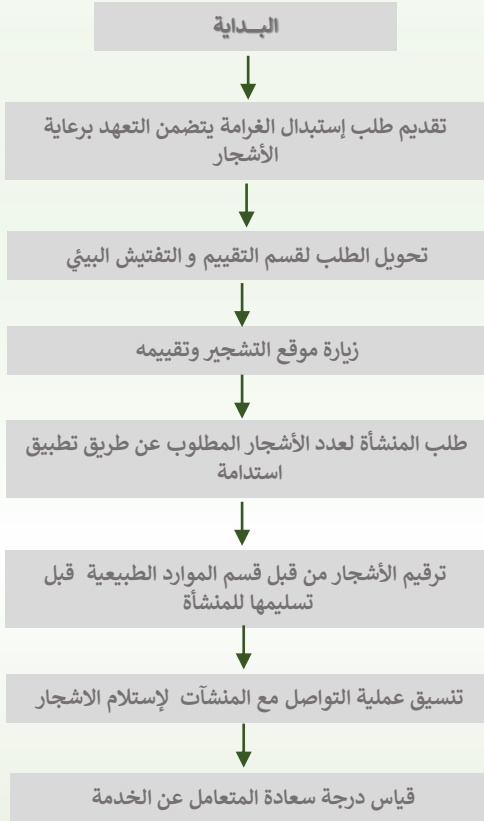 البـــداية
تقديم طلب إستبدال الغرامة يتضمن التعهد برعاية
الأشجار
تحويل الطلب لقسم التقييم و التفتيش البيئي
زيارة موقع التشجير وتقييمه
طلب المنشأة لعدد الأشجار المطلوب عن طريق تطبيق
استدامة
ترقيم الأشجار من قبل قسم الموارد الطبيعية قبل
تسليمها للمنشأة
تنسيق عملية التواصل مع المنشآت لإستلام الاشجار
قياس درجة سعادة المتعامل عن الخدمة